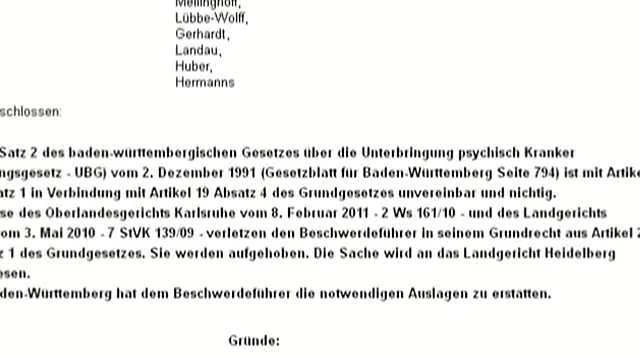 Mellinghoff,
Lübbe-Wolff,
Gerhardt,
Landau,
Huber,
Hermanns
schlossen:
Satz 2 des baden-württembergischen Gesetzes über die Unterbringung psychisch Kranker
ngsgesetz - UBG) vom 2. Dezember 1991 (Gesetzblatt für Baden-Württemberg Seite 794) ist mit Artike
atz 1 in Verbindung mit Artikel 19 Absatz 4 des Grundgesetzes unvereinbar und nichtig.
se des Oberlandesgerichts Karlsruhe vom 8. Februar 2011 - 2 Ws 161/10 - und des Landgerichts
om 3. Mai 2010 - 7 StVK 139/09 - verletzen den Beschwerdeführer in seinem Grundrecht aus Artikel 2
z 1 des Grundgesetzes. Sie werden aufgehoben. Die Sache wird an das Landgericht Heidelberg
esen.
den-Württemberg hat dem Beschwerdeführer die notwendigen Auslagen zu erstatten.
Gründe: